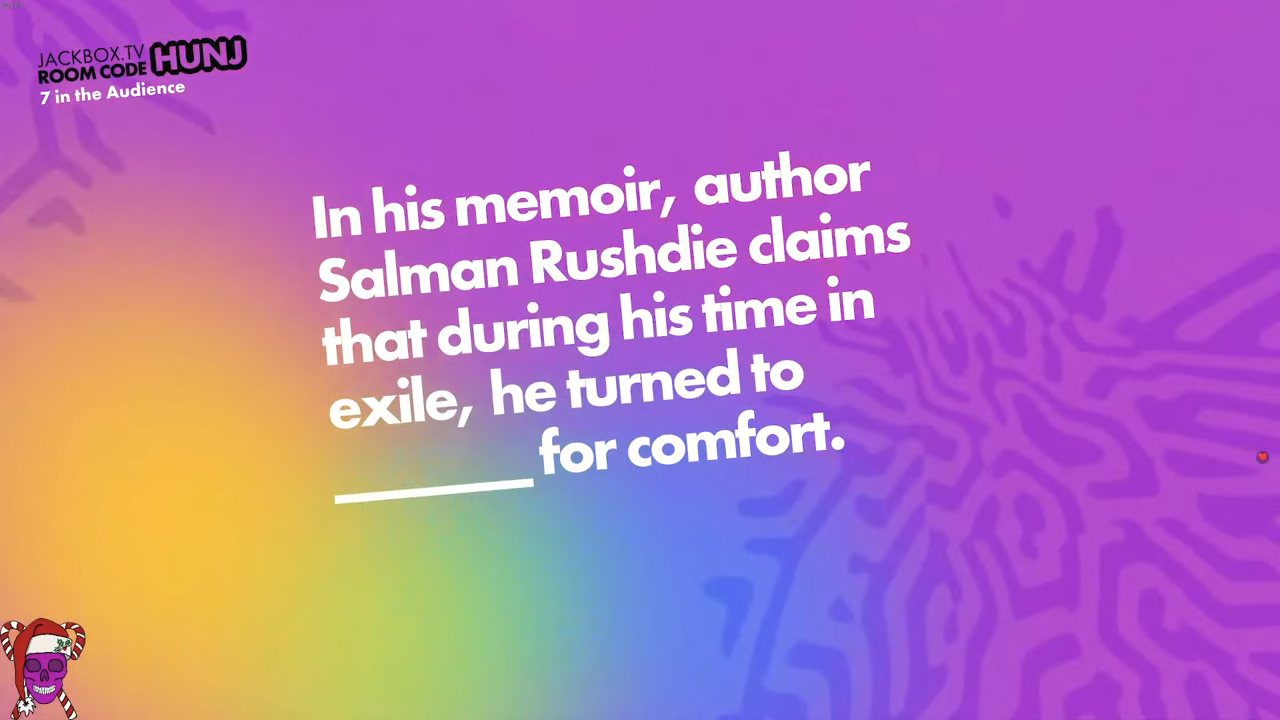 JACKBOX.TV
ROOM CODE HUNJ
7 in the Audience
In his memoir, author
Salman Rushdie claims
that during his time in
exile, he turned to
_______ for comfort.